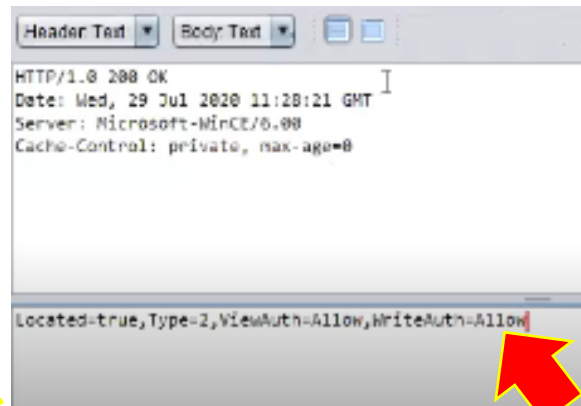 Header: Text
Body: Text
HTTP/1.0 200 OK
Date: Wed, 29 Jul 2020 11:28:21 GMT
Server: Microsoft-WinCE/6.00
Cache-Control: private, max-age=0
Located=true,Type=2,ViewAuth=Allow,WriteAuth=Allow